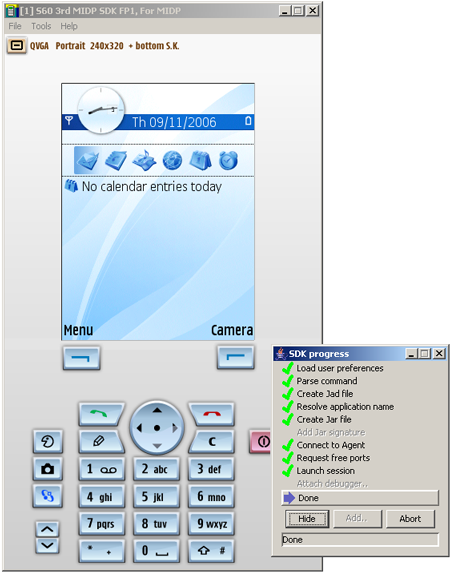 [1] S60 3rd MIDP SDK FP1, For MIDP
File Tools Help
QVGA Portrait 240x320 + bottom S.K.
Th 09/11/2006
No calendar entries today
Menu Camera
SDK progress
Load user preferences
Parse command
Create Jad file
Resolve application name
Create Jar file
Add Jar signature
Connect to Agent
Request free ports
Launch session
Attach debugger..
Done
Hide Add.. Abort
Done
C
1 2 abc 3 def
4 ghi 5 jkl 6 mno
7 pqrs 8 tuv 9 wxyz
* + 0 #